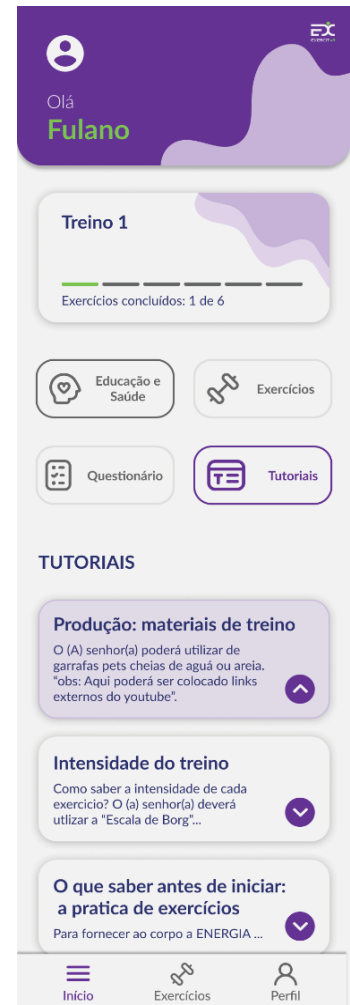 EX
Olá
Fulano
Treino 1
Exercícios concluídos: 1 de 6
Educação e
Saúde
Exercícios
Questionário
Tutoriais
TUTORIAIS
Produção: materiais de treino
O (A) senhor(a) poderá utilizar de
garrafas pets cheias de aguá ou areia.
"obs: Aqui poderá ser colocado links
externos do youtube".
Intensidade do treino
Como saber a intensidade de cada
exercicio? O (a) senhor(a) deverá
utlizar a "Escala de Borg"...
O que saber antes de iniciar:
a pratica de exercícios
Para fornecer ao corpo a ENERGIA ...
Início
Exercícios
Perfil